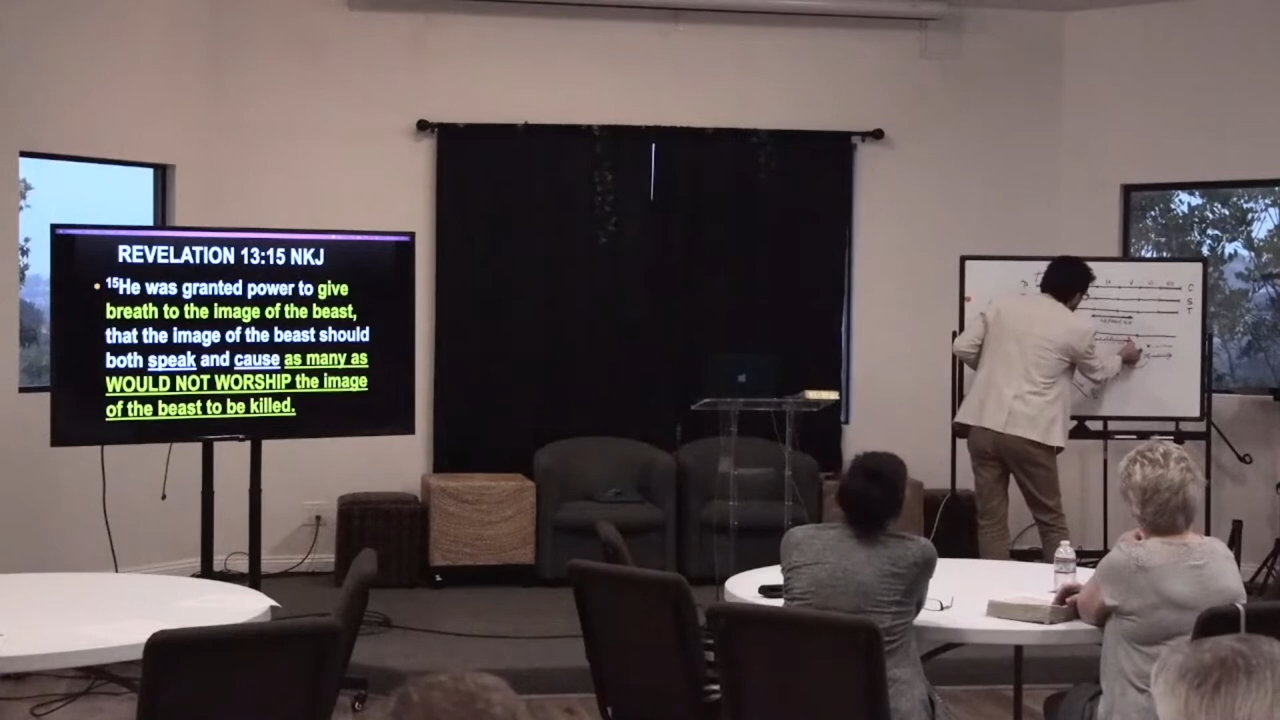 REVELATION 13:15 NKJ
• ¹⁵He was granted power to give
breath to the image of the beast,
that the image of the beast should
both speak and cause as many as
WOULD NOT WORSHIP the image
of the beast to be killed.